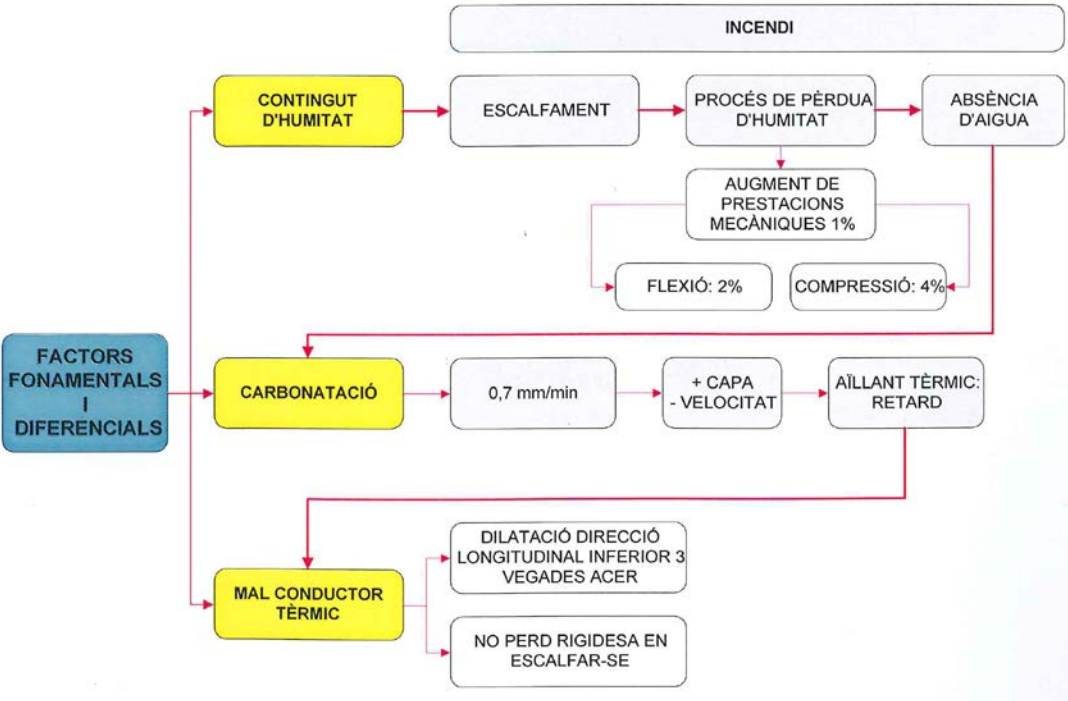 INCENDI
CONTINGUT
D'HUMITAT
ESCALFAMENT
PROCÉS DE PÈRDUA
D'HUMITAT
ABSÈNCIA
D'AIGUA
AUGMENT DE
PRESTACIONS
MECÀNIQUES 1%
FLEXIÓ: 2%
COMPRESSIÓ: 4%
FACTORS
FONAMENTALS
I
DIFERENCIALS
CARBONATACIÓ
0,7 mm/min
+ CAPA
- VELOCITAT
AÏLLANT TÈRMIC:
RETARD
MAL CONDUCTOR
TÈRMIC
DILATACIÓ DIRECCIÓ
LONGITUDINAL INFERIOR 3
VEGADES ACER
NO PERD RIGIDESA EN
ESCALFAR-SE